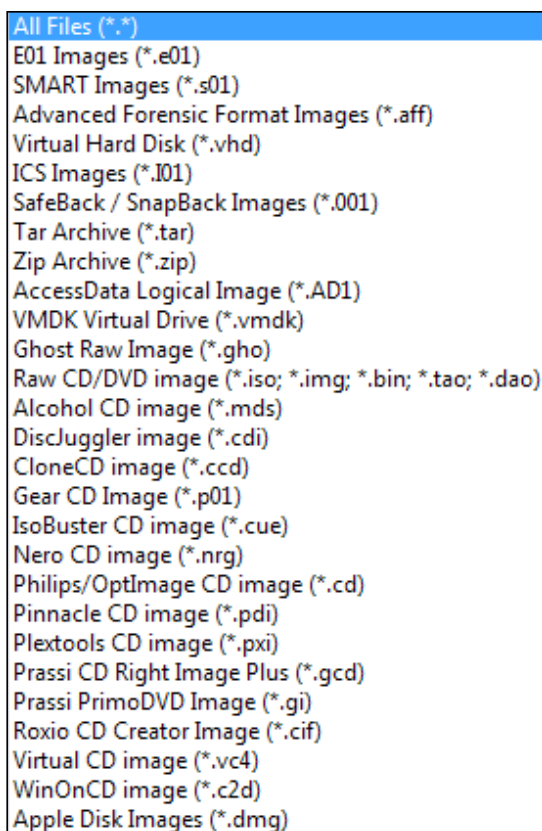 All Files (*.*)
E01 Images (*.e01)
SMART Images (*.s01)
Advanced Forensic Format Images (*.aff)
Virtual Hard Disk (*.vhd)
ICS Images (*.I01)
SafeBack / SnapBack Images (*.001)
Tar Archive (*.tar)
Zip Archive (*.zip)
AccessData Logical Image (*.AD1)
VMDK Virtual Drive (*.vmdk)
Ghost Raw Image (*.gho)
Raw CD/DVD image (*.iso; *.img; *.bin; *.tao; *.dao)
Alcohol CD image (*.mds)
DiscJuggler image (*.cdi)
CloneCD image (*.ccd)
Gear CD Image (*.p01)
IsoBuster CD image (*.cue)
Nero CD image (*.nrg)
Philips/OptImage CD image (*.cd)
Pinnacle CD image (*.pdi)
Plextools CD image (*.pxi)
Prassi CD Right Image Plus (*.gcd)
Prassi PrimoDVD Image (*.gi)
Roxio CD Creator Image (*.cif)
Virtual CD image (*.vc4)
WinOnCD image (*.c2d)
Apple Disk Images (*.dmg)